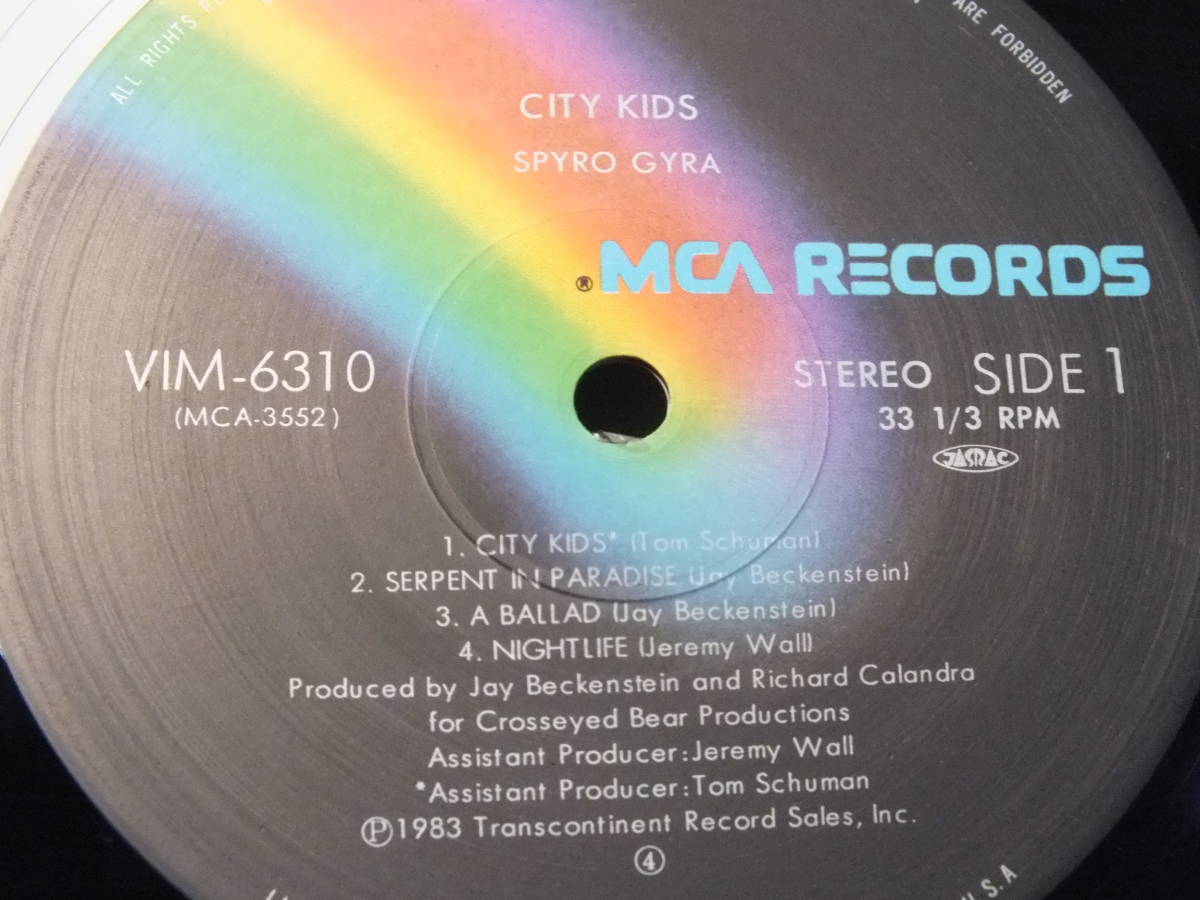 ALL RIGHTS
ARE FORBIDDEN
CITY KIDS
SPYRO GYRA
® MCA RECORDS
VIM-6310
(MCA-3552)
STEREO SIDE 1
33 1/3 RPM
JASRAC
1. CITY KIDS* (Tom Schuman)
2. SERPENT IN PARADISE (Jay Beckenstein)
3. A BALLAD (Jay Beckenstein)
4. NIGHTLIFE (Jeremy Wall)
Produced by Jay Beckenstein and Richard Calandra
for Crosseyed Bear Productions
Assistant Producer:Jeremy Wall
*Assistant Producer:Tom Schuman
℗1983 Transcontinent Record Sales, Inc.
④
U.S.A